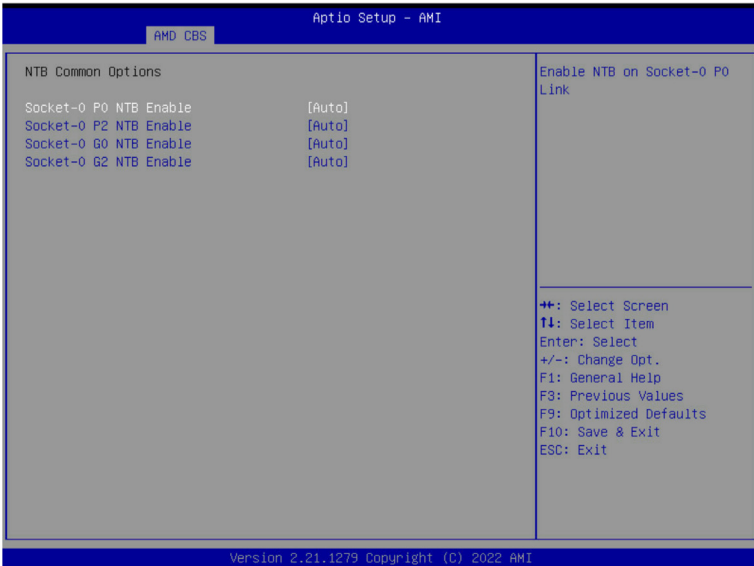 Aptio Setup – AMI
AMD CBS
NTB Common Options
Socket-0 P0 NTB Enable [Auto]
Socket-0 P2 NTB Enable [Auto]
Socket-0 G0 NTB Enable [Auto]
Socket-0 G2 NTB Enable [Auto]
Enable NTB on Socket-0 P0
Link
→←: Select Screen
↑↓: Select Item
Enter: Select
+/-: Change Opt.
F1: General Help
F3: Previous Values
F9: Optimized Defaults
F10: Save & Exit
ESC: Exit
Version 2.21.1279 Copyright (C) 2022 AMI